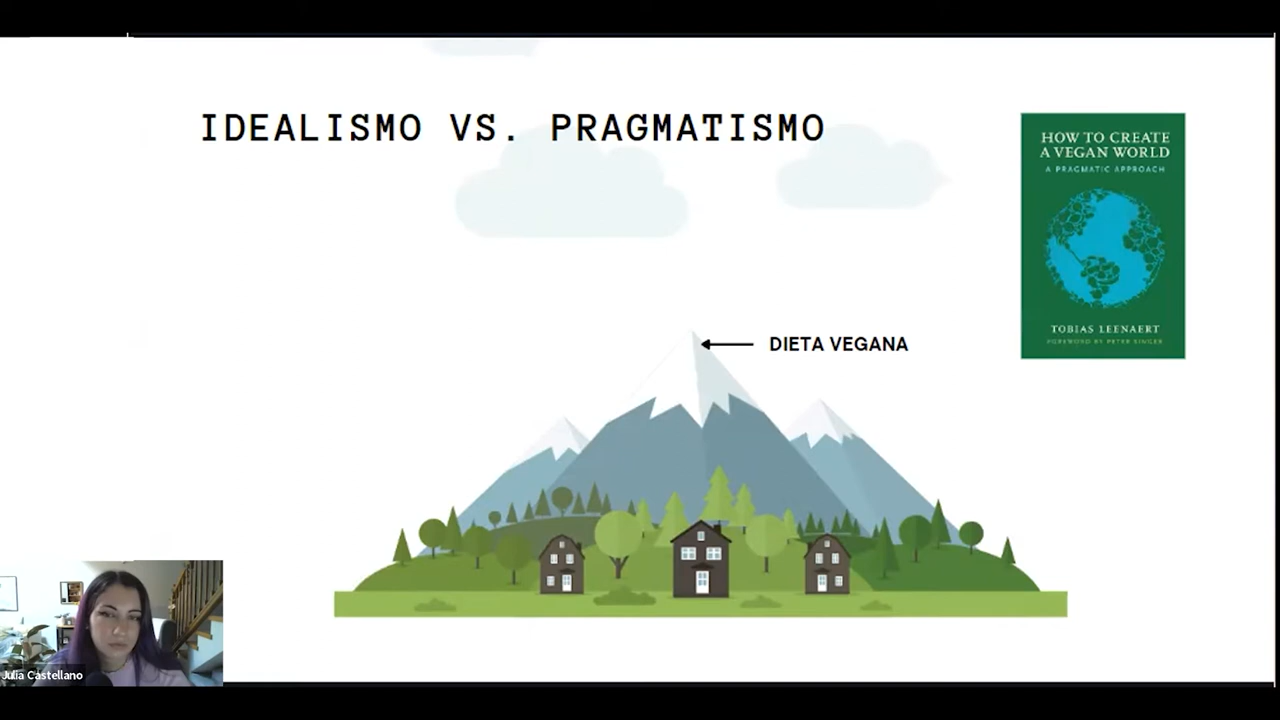 IDEALISMO VS. PRAGMATISMO
HOW TO CREATE
A VEGAN WORLD
A PRAGMATIC APPROACH
TOBIAS LEENAERT
FOREWORD BY PETER SINGER
DIETA VEGANA
Julia Castellano